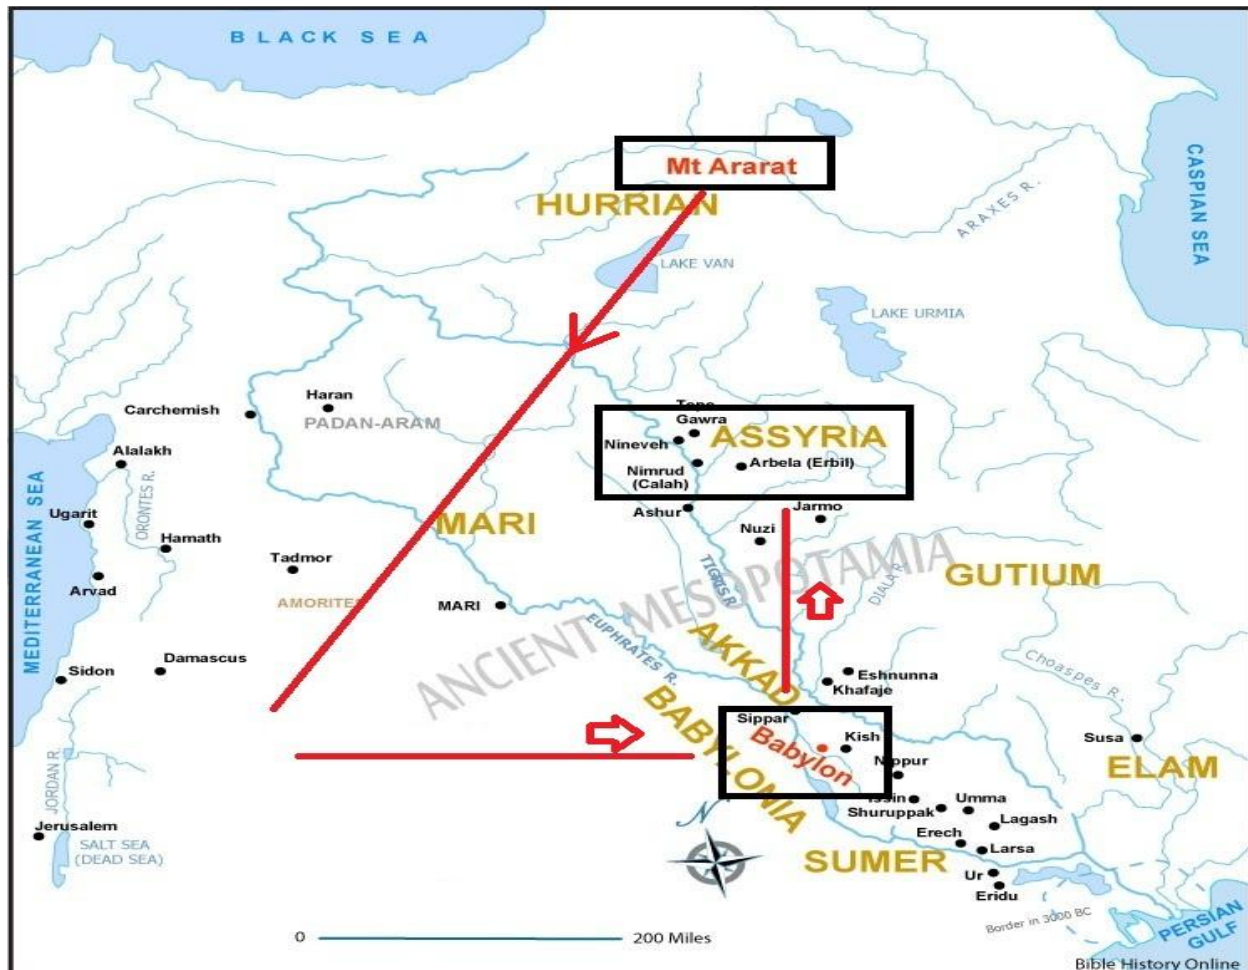 BLACK SEA
Mt Ararat
CASPIAN SEA
HURRIAN
ARAXES R.
LAKE VAN
LAKE URMIA
Haran
Carchemish
PADAN-ARAM
Tepe
Gawra
ASSYRIA
Nineveh
Alalakh
Nimrud
(Calah)
Arbela (Erbil)
MEDITERRANEAN SEA
ORONTES R.
Ugarit
Ashur
Jarmo
MARI
Nuzi
Hamath
Tadmor
TIGRIS R
DIALA R.
GUTIUM
Arvad
AMORITES
MARI
ANCIENT MESOPOTAMIA
EUPHRATES R.
AKKAD
Sidon
Damascus
Eshnunna
Khafaje
Choaspes R.
BABYLONIA
Sippar
Babylon
Kish
Susa
ELAM
JORDAN R
Nippur
Issin
N
Shuruppak
Umma
Lagash
Jerusalem
SALT SEA
(DEAD SEA)
Erech
Larsa
SUMER
Ur
Eridu
Border in 3000 BC
PERSIAN
GULF
0
200 Miles
Bible History Online